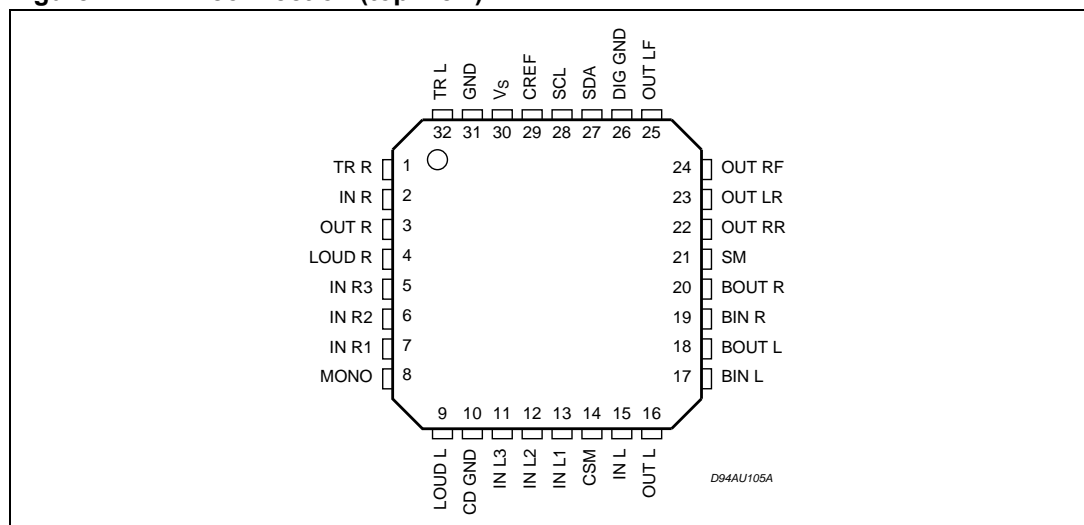 TR L
GND
VS
CREF
SCL
SDA
DIG GND
OUT LF
32 31 30 29 28 27 26 25
TR R 1
IN R 2
OUT R 3
LOUD R 4
IN R3 5
IN R2 6
IN R1 7
MONO 8
24 OUT RF
23 OUT LR
22 OUT RR
21 SM
20 BOUT R
19 BIN R
18 BOUT L
17 BIN L
9 10 11 12 13 14 15 16
LOUD L
CD GND
IN L3
IN L2
IN L1
CSM
IN L
OUT L
D94AU105A